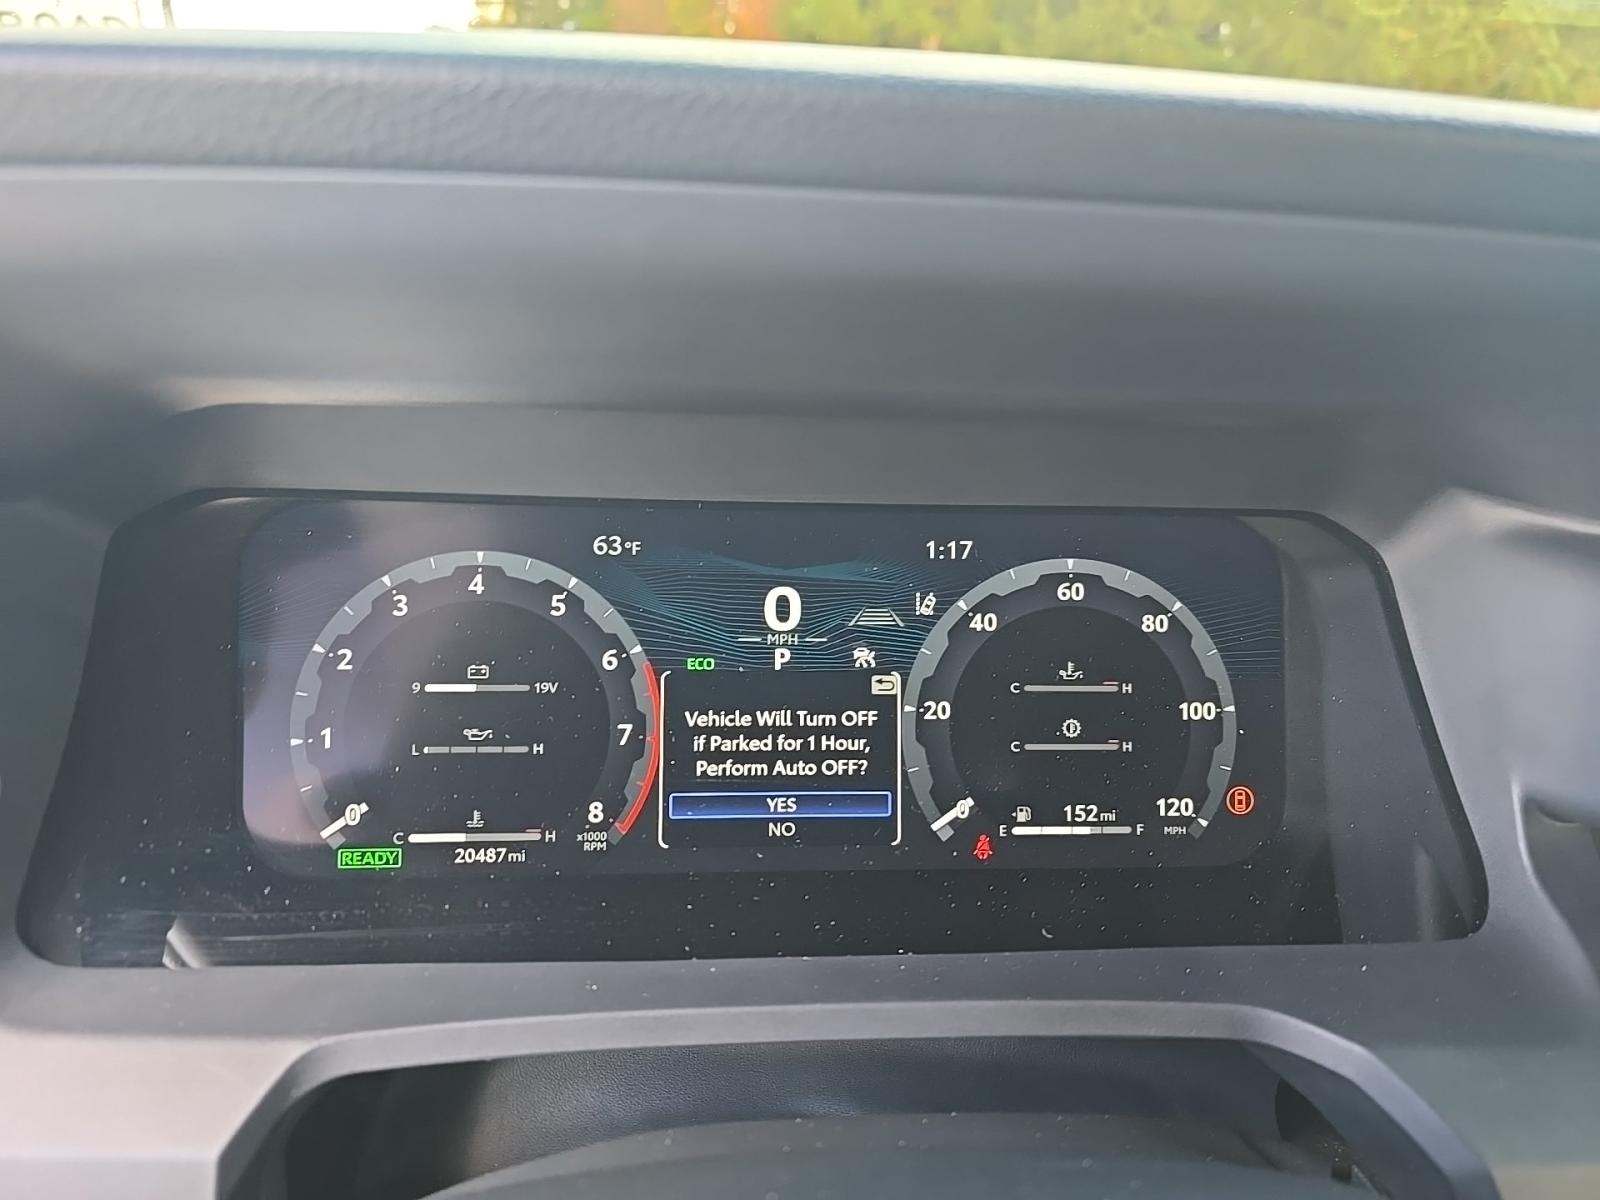 ROAD
63°F
1:17
0
MPH
P
ECO
0
1
2
3
4
5
6
7
8
x1000
RPM
9 19V
L H
C H
READY
20487 mi
Vehicle Will Turn OFF
if Parked for 1 Hour,
Perform Auto OFF?
YES
NO
0
20
40
60
80
100
120
MPH
C H
C H
152 mi
E F